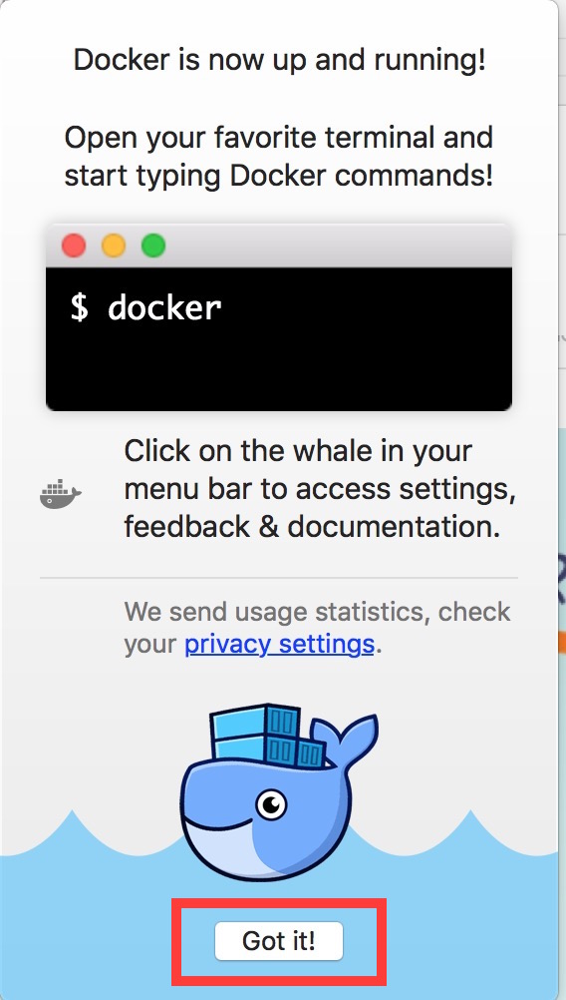 Docker is now up and running!
Open your favorite terminal and
start typing Docker commands!
$ docker
Click on the whale in your
menu bar to access settings,
feedback & documentation.
We send usage statistics, check
your privacy settings.
Got it!